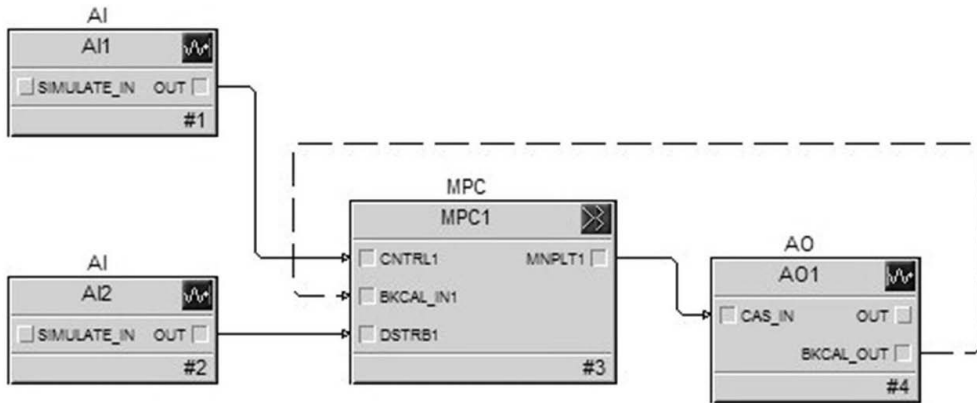 AI
AI1
SIMULATE_IN OUT
#1
AI
AI2
SIMULATE_IN OUT
#2
MPC
MPC1
CNTRL1 MNPLT1
BKCAL_IN1
DSTRB1
#3
AO
AO1
CAS_IN OUT
BKCAL_OUT
#4